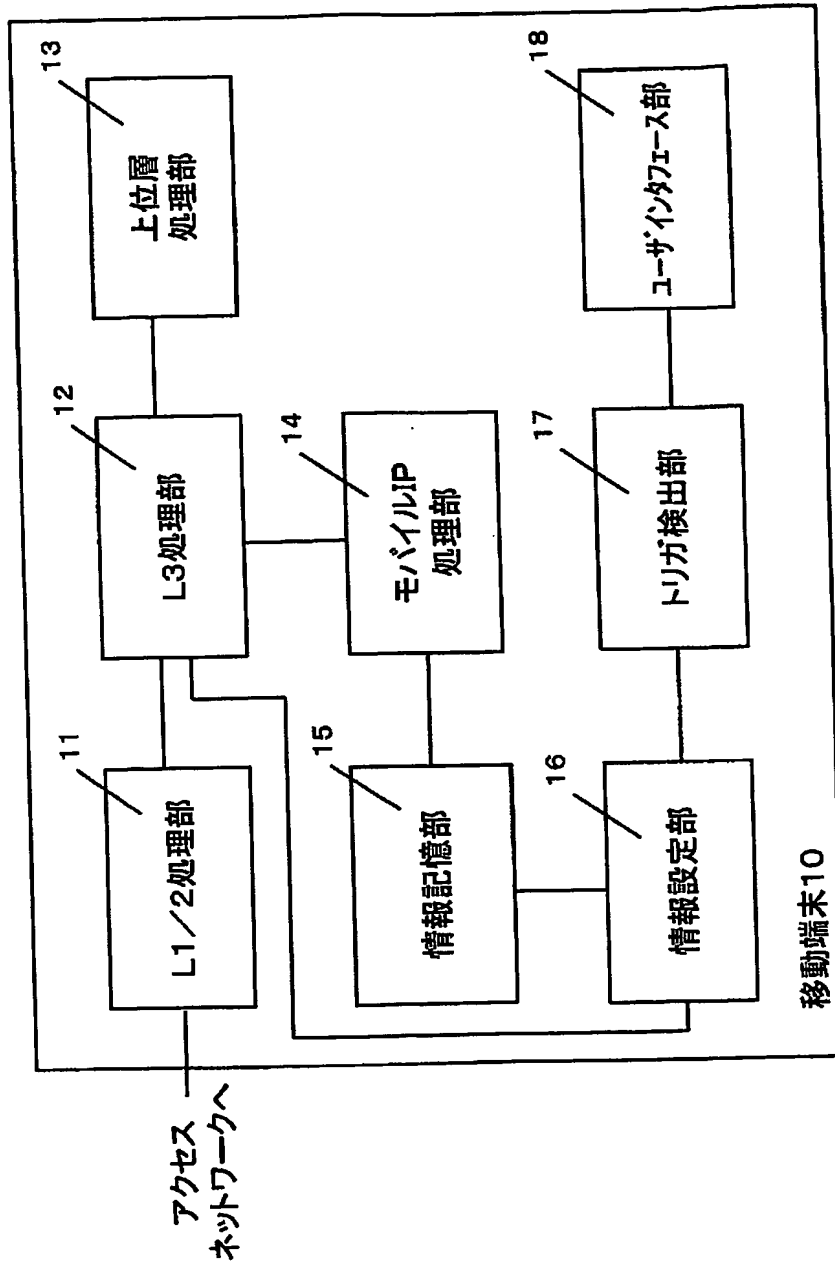 アクセス
ネットワークへ
11
L1/2処理部
12
L3処理部
13
上位層
処理部
14
モバイルIP
処理部
15
情報記憶部
16
情報設定部
17
トリガ検出部
18
ユーザインタフェース部
移動端末10